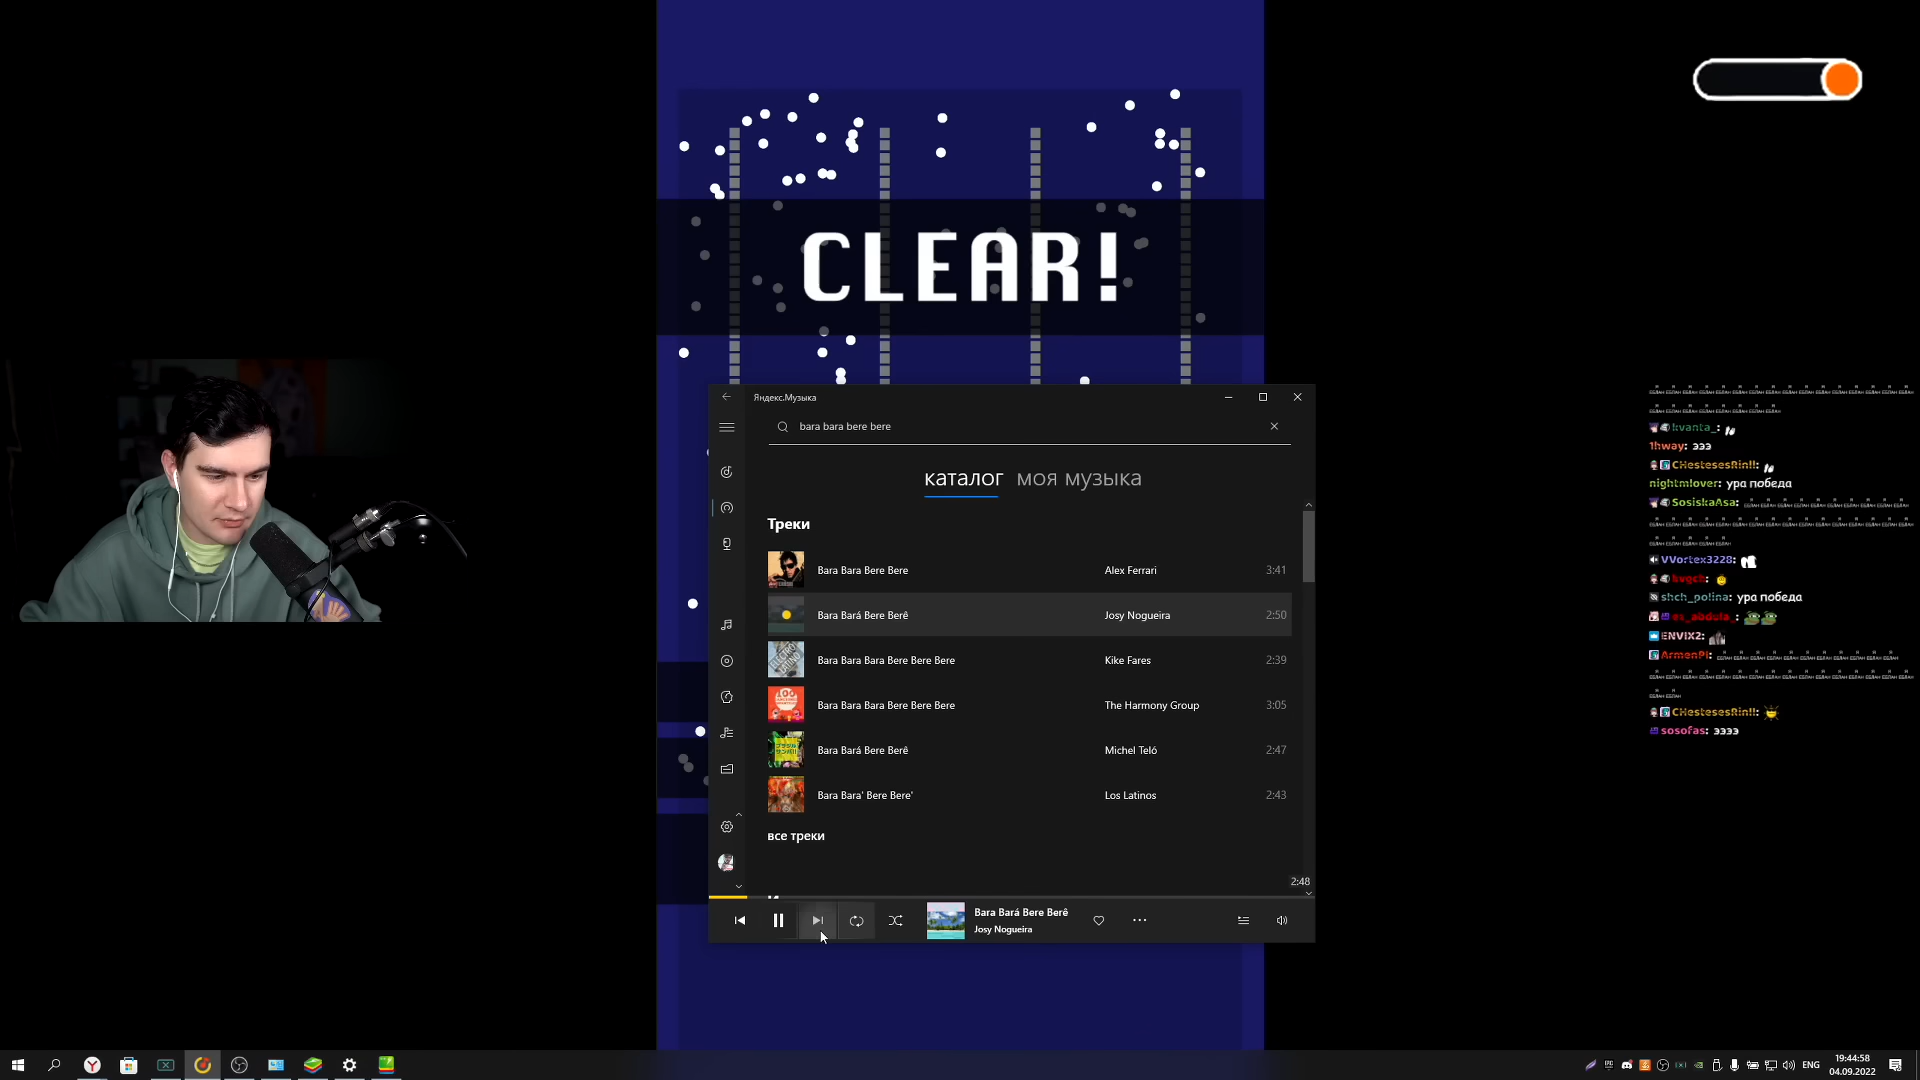 CLEAR!
Яндекс.Музыка
bara bara bere bere
каталог моя музыка
Треки
Bara Bara Bere Bere Alex Ferrari 3:41
Bara Bará Bere Berê Josy Nogueira 2:50
Bara Bara Bara Bere Bere Bere Kike Fares 2:39
Bara Bara Bara Bere Bere Bere The Harmony Group 3:05
Bara Bará Bere Berê Michel Teló 2:47
Bara Bara' Bere Bere' Los Latinos 2:43
все треки
2:48
Bara Bará Bere Berê
Josy Nogueira
kvanta_:
1hway: эээ
CHestesesRin!!:
nightmlover: ура победа
SosiskaAsa:
VVortex3228:
shch_polina: ура победа
es_abdula_:
ENVIX2:
ArmenPi:
CHestesesRin!!:
sosofas: ээээ
ENG
19:44:58
04.09.2022